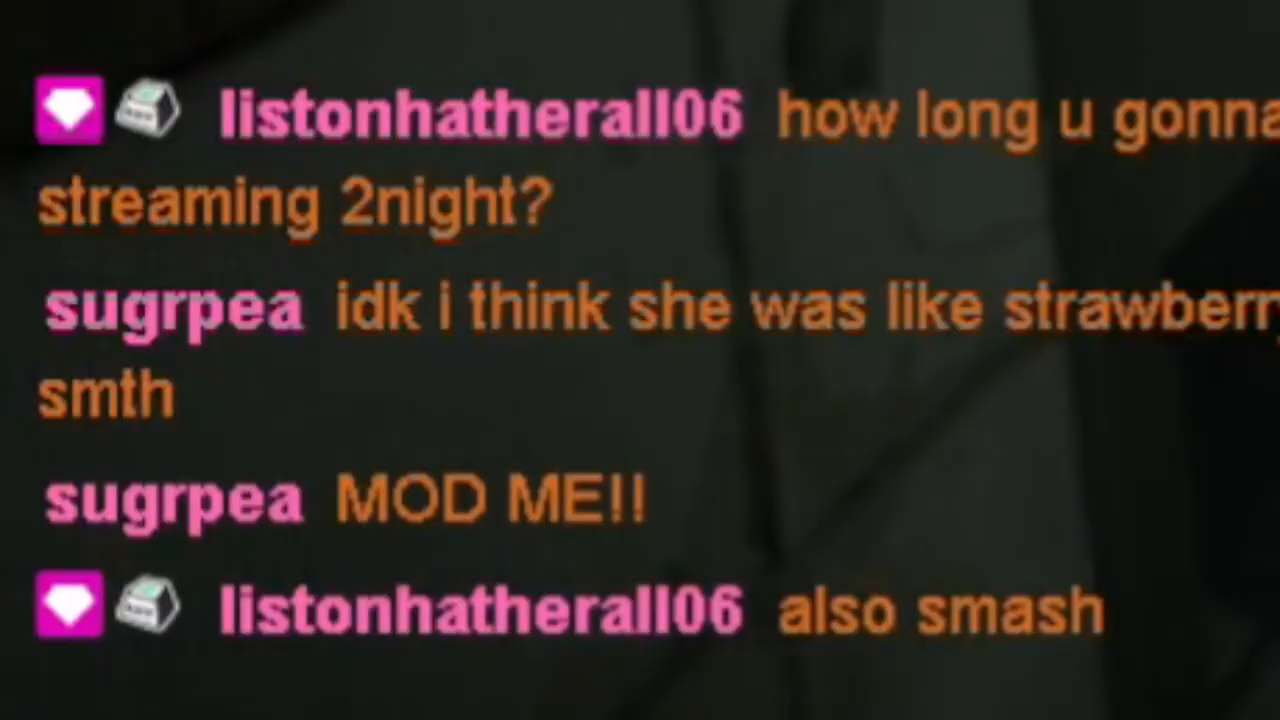 listonhatherall06 how long u gonna
streaming 2night?
sugrpea idk i think she was like
smth
sugrpea MOD ME!!
listonhatherall06 also smash